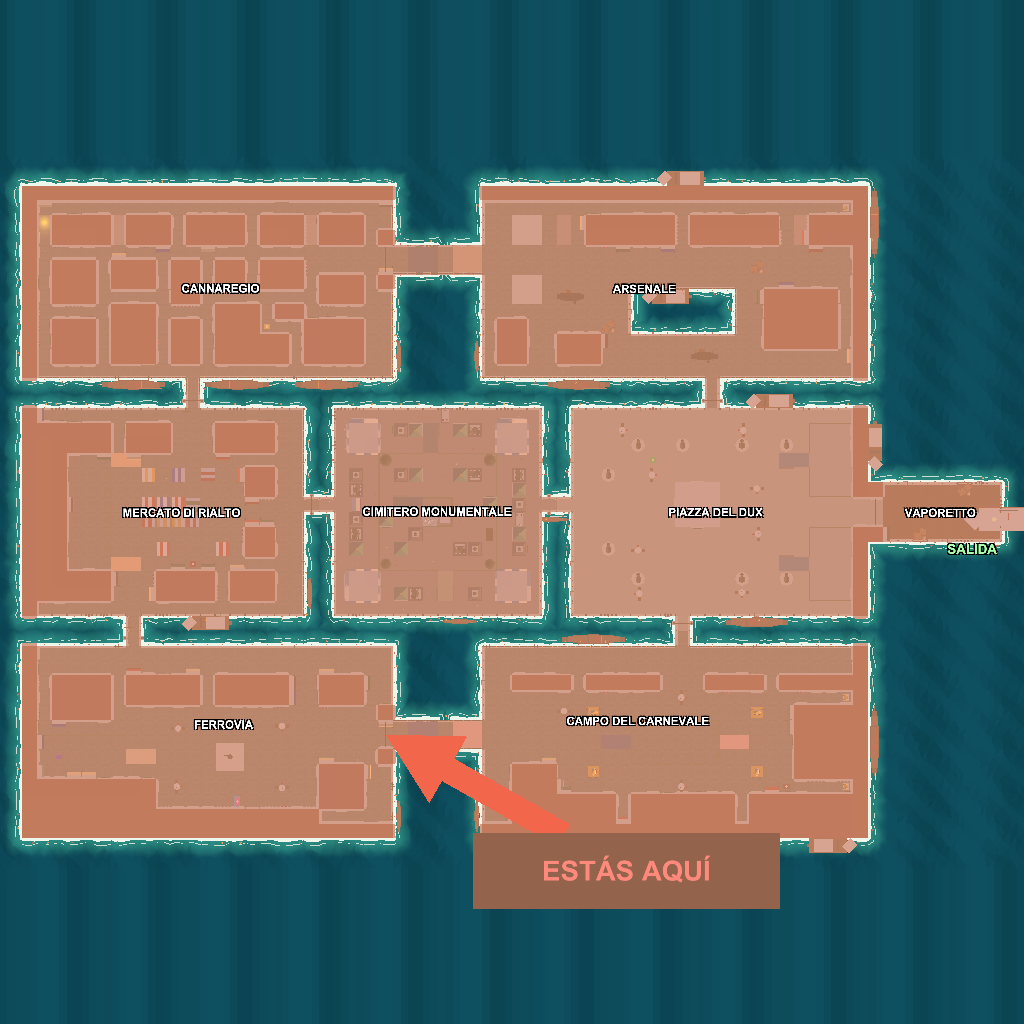 CANNAREGIO
ARSENALE
MERCATO DI RIALTO
CIMITERO MONUMENTALE
PIAZZA DEL DUX
VAPORETTO
SALIDA
FERROVIA
CAMPO DEL CARNEVALE
ESTÁS AQUÍ